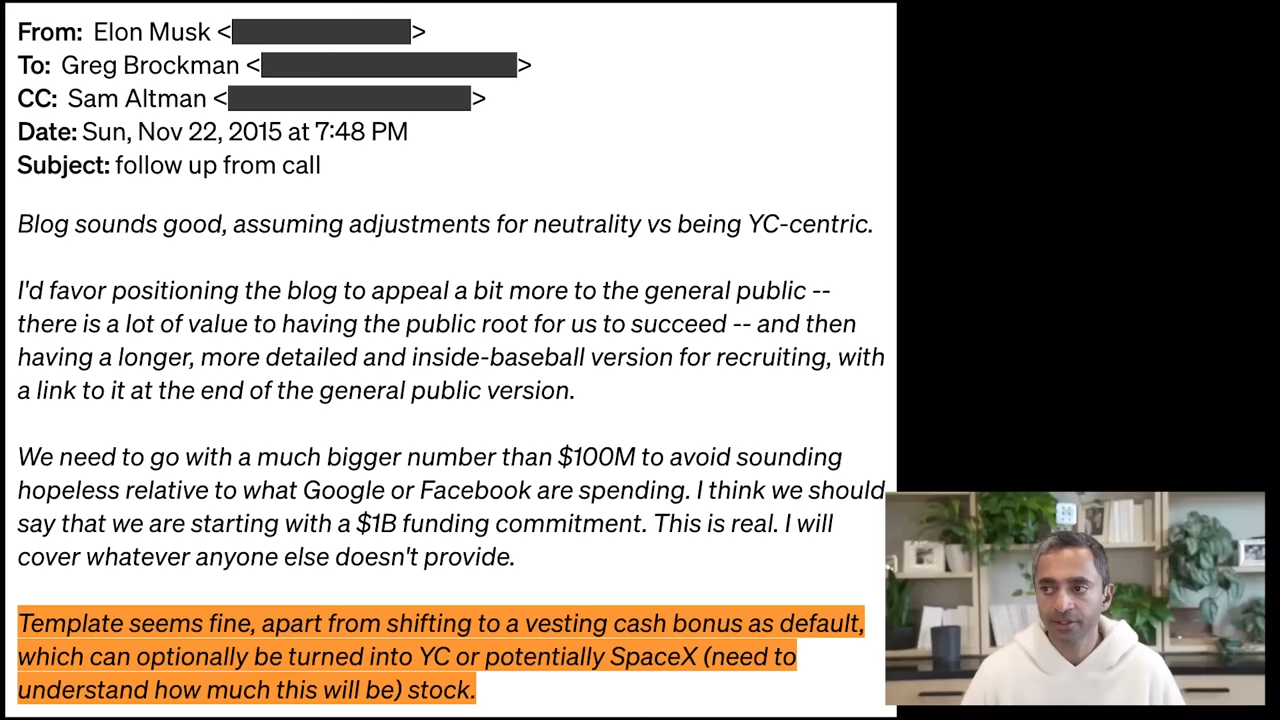 From: Elon Musk < >
To: Greg Brockman < >
CC: Sam Altman < >
Date: Sun, Nov 22, 2015 at 7:48 PM
Subject: follow up from call
Blog sounds good, assuming adjustments for neutrality vs being YC-centric.
I'd favor positioning the blog to appeal a bit more to the general public --
there is a lot of value to having the public root for us to succeed -- and then
having a longer, more detailed and inside-baseball version for recruiting, with
a link to it at the end of the general public version.
We need to go with a much bigger number than $100M to avoid sounding
hopeless relative to what Google or Facebook are spending. I think we should
say that we are starting with a $1B funding commitment. This is real. I will
cover whatever anyone else doesn't provide.
Template seems fine, apart from shifting to a vesting cash bonus as default,
which can optionally be turned into YC or potentially SpaceX (need to
understand how much this will be) stock.